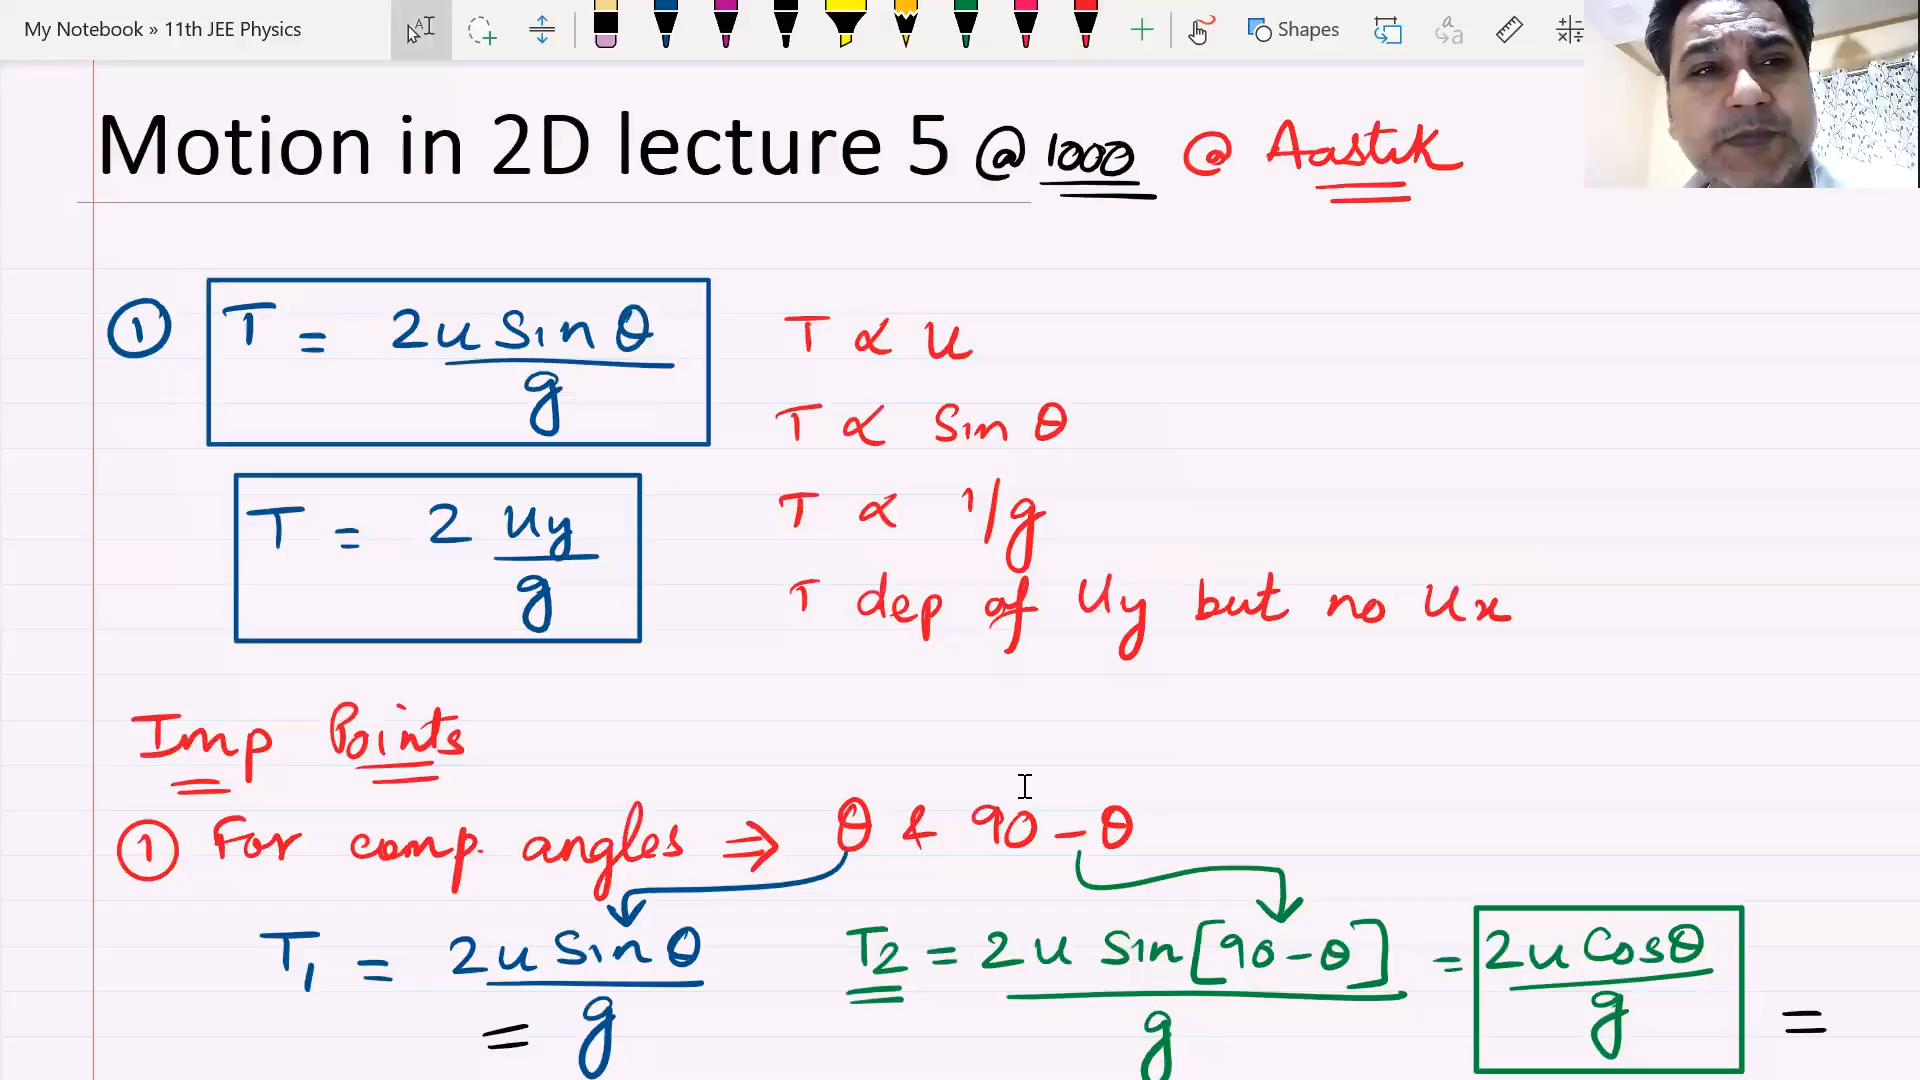 My Notebook » 11th JEE Physics
Shapes
Motion in 2D lecture 5 @ 1000 @ Aastik
① T = 2u Sin θ / g
T ∝ u
T ∝ Sin θ
T = 2 uy / g
T ∝ 1/g
T dep of uy but no ux
Imp Points
① For comp. angles ⇒ θ & 90 - θ
T1 = 2u Sin θ / g
T2 = 2u Sin [90 - θ] / g = 2u Cos θ / g
= =